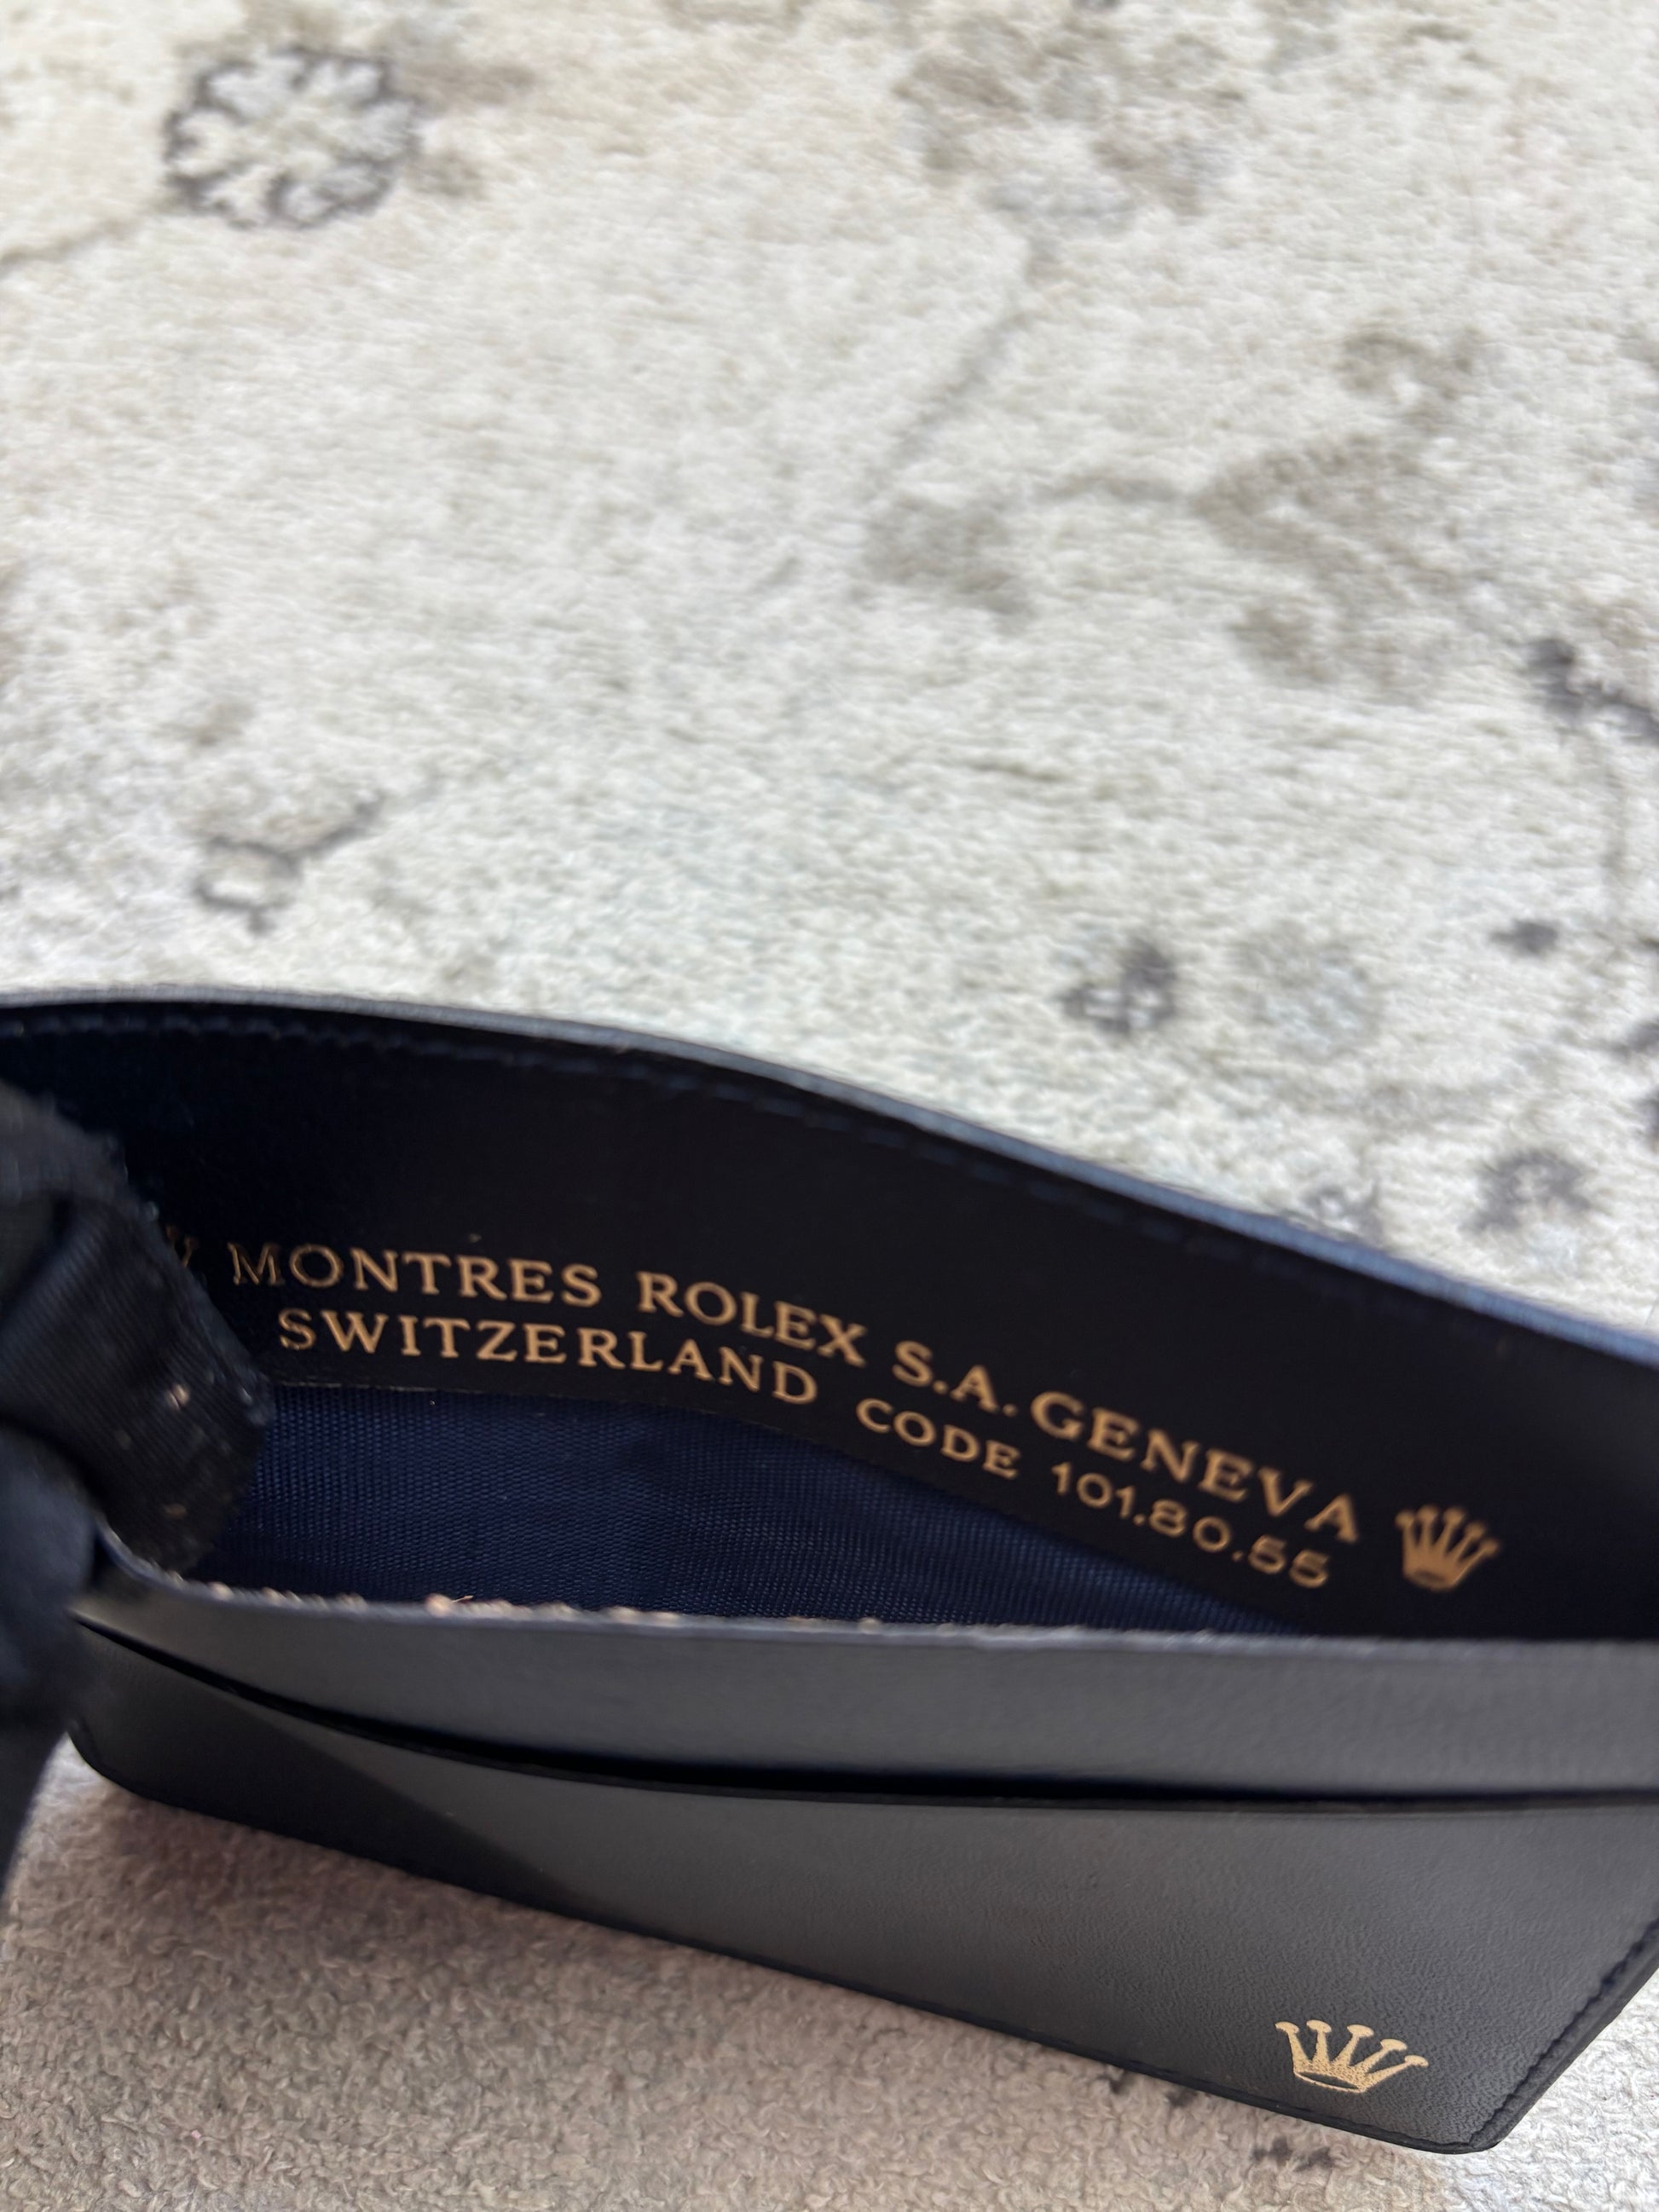 MONTRES ROLEX S.A. GENEVA
SWITZERLAND CODE 101.80.55